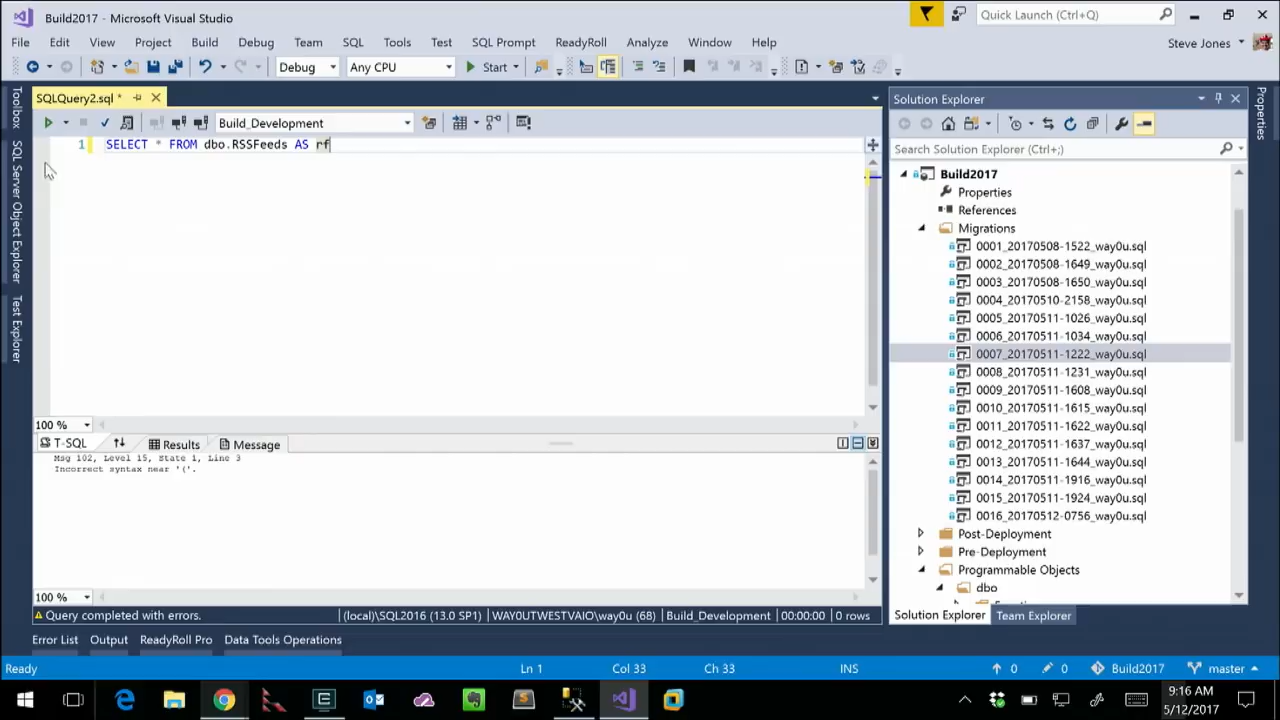 Build2017 - Microsoft Visual Studio
Quick Launch (Ctrl+Q)
File Edit View Project Build Debug Team SQL Tools Test SQL Prompt ReadyRoll Analyze Window Help
Steve Jones
Debug Any CPU Start
SQLQuery2.sql *
Build_Development
1 SELECT * FROM dbo.RSSFeeds AS rf
Toolbox
SQL Server Object Explorer
Test Explorer
100 %
T-SQL Results Message
Msg 102, Level 15, State 1, Line 3
Incorrect syntax near '('.
100 %
Query completed with errors. (local)\SQL2016 (13.0 SP1) WAY0UTWESTVAIO\way0u (68) Build_Development 00:00:00 0 rows
Solution Explorer
Search Solution Explorer (Ctrl+;)
Build2017
Properties
References
Migrations
0001_20170508-1522_way0u.sql
0002_20170508-1649_way0u.sql
0003_20170508-1650_way0u.sql
0004_20170510-2158_way0u.sql
0005_20170511-1026_way0u.sql
0006_20170511-1034_way0u.sql
0007_20170511-1222_way0u.sql
0008_20170511-1231_way0u.sql
0009_20170511-1608_way0u.sql
0010_20170511-1615_way0u.sql
0011_20170511-1622_way0u.sql
0012_20170511-1637_way0u.sql
0013_20170511-1644_way0u.sql
0014_20170511-1916_way0u.sql
0015_20170511-1924_way0u.sql
0016_20170512-0756_way0u.sql
Post-Deployment
Pre-Deployment
Programmable Objects
dbo
Solution Explorer Team Explorer
Properties
Error List Output ReadyRoll Pro Data Tools Operations
Ready Ln 1 Col 33 Ch 33 INS 0 0 Build2017 master
9:16 AM
5/12/2017